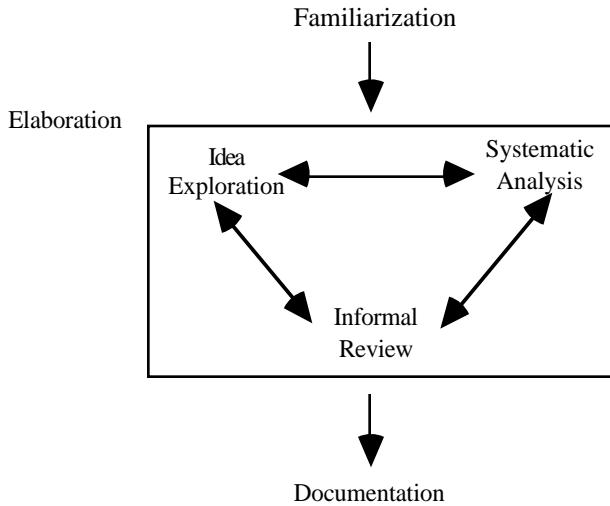 Familiarization
Elaboration
Idea
Exploration
Systematic
Analysis
Informal
Review
Documentation